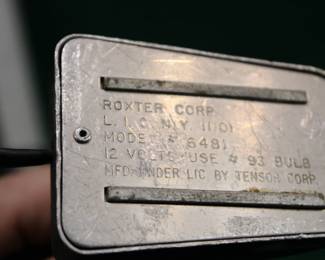 ROXTER CORP.
L.I.C. N.Y. 11101
MODEL # 6481
12 VOLTS USE # 93 BULB
MFD. UNDER LIC BY TENSOR CORP.